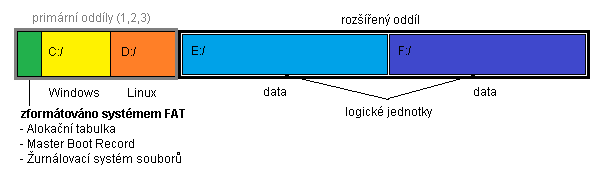 primární oddíly (1,2,3)
rozšířený oddíl
C:/
D:/
E:/
F:/
Windows
Linux
data
data
logické jednotky
zformátováno systémem FAT
- Alokační tabulka
- Master Boot Record
- Žurnálovací systém souborů